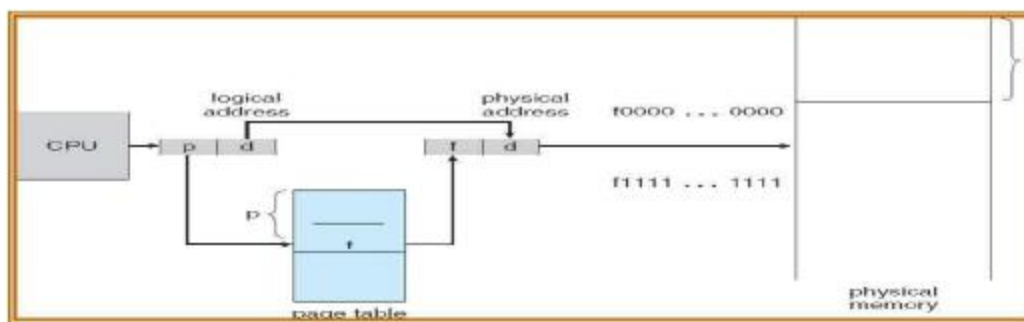 logical
address
physical
address
f0000 ... 0000
CPU
p
d
f
d
f1111 ... 1111
p
f
page table
physical
memory